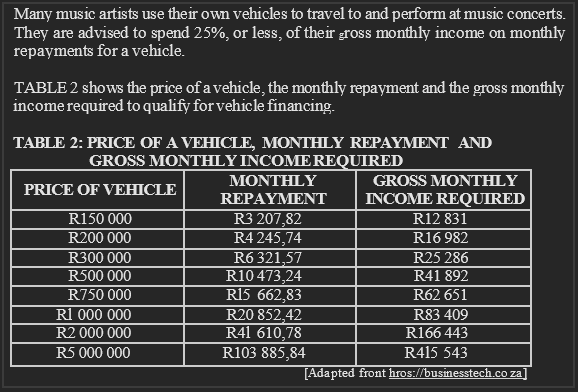 Many music artists use their own vehicles to travel to and perform at music concerts.
They are advised to spend 25%, or less, of their gross monthly income on monthly
repayments for a vehicle.
TABLE 2 shows the price of a vehicle, the monthly repayment and the gross monthly
income required to qualify for vehicle financing.
TABLE 2: PRICE OF A VEHICLE, MONTHLY REPAYMENT AND
GROSS MONTHLY INCOME REQUIRED
PRICE OF VEHICLE MONTHLY REPAYMENT GROSS MONTHLY INCOME REQUIRED
R150 000 R3 207,82 R12 831
R200 000 R4 245,74 R16 982
R300 000 R6 321,57 R25 286
R500 000 R10 473,24 R41 892
R750 000 Rl5 662,83 R62 651
Rl 000 000 R20 852,42 R83 409
R2 000 000 R41 610,78 R166 443
R5 000 000 R103 885,84 R415 543
[Adapted front hros://businesstech.co za]